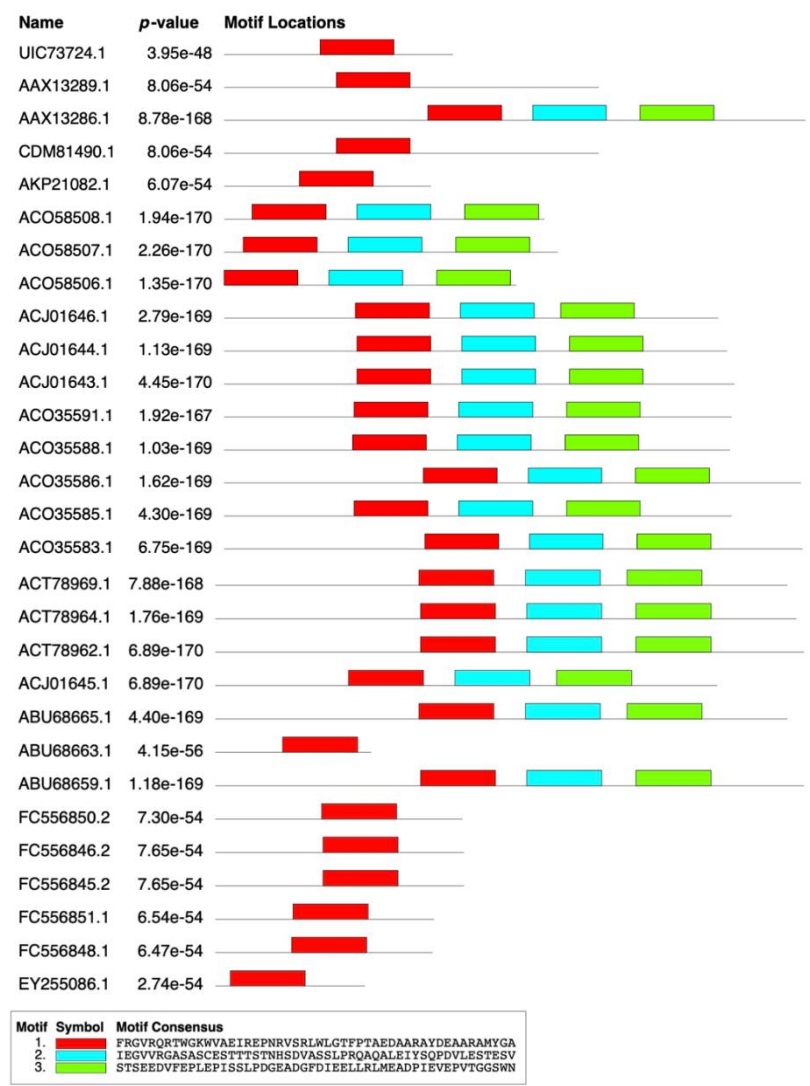 Name p-value Motif Locations
UIC73724.1 3.95e-48
AAX13289.1 8.06e-54
AAX13286.1 8.78e-168
CDM81490.1 8.06e-54
AKP21082.1 6.07e-54
ACO58508.1 1.94e-170
ACO58507.1 2.26e-170
ACO58506.1 1.35e-170
ACJ01646.1 2.79e-169
ACJ01644.1 1.13e-169
ACJ01643.1 4.45e-170
ACO35591.1 1.92e-167
ACO35588.1 1.03e-169
ACO35586.1 1.62e-169
ACO35585.1 4.30e-169
ACO35583.1 6.75e-169
ACT78969.1 7.88e-168
ACT78964.1 1.76e-169
ACT78962.1 6.89e-170
ACJ01645.1 6.89e-170
ABU68665.1 4.40e-169
ABU68663.1 4.15e-56
ABU68659.1 1.18e-169
FC556850.2 7.30e-54
FC556846.2 7.65e-54
FC556845.2 7.65e-54
FC556851.1 6.54e-54
FC556848.1 6.47e-54
EY255086.1 2.74e-54
Motif Symbol Motif Consensus
1. FRGVRQRTWGKWVAEIREPNRVSRLWLGTFPTAEDAARAYDEAARAMYGA
2. IEGVVRGASASCESTTTSTNHSDVASSLPRQAQALEIYSQPDVLESTESV
3. STSEEDVFEPLEPISSLPDGEADGFDIEELLRLMEADPIEVEPVTGGSWN